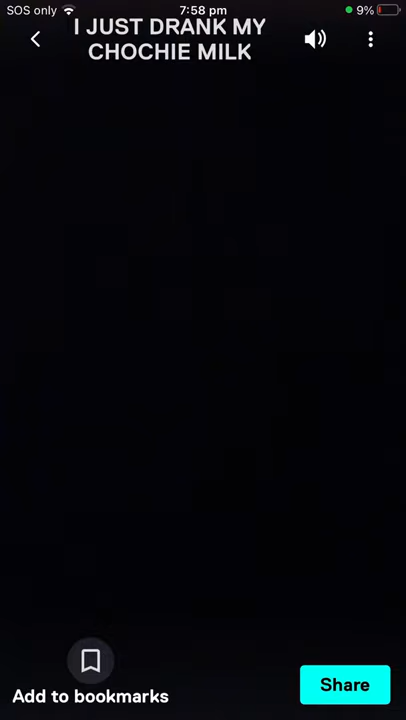 SOS only 7:58 pm 9%
I JUST DRANK MY
CHOCHIE MILK
Add to bookmarks
Share